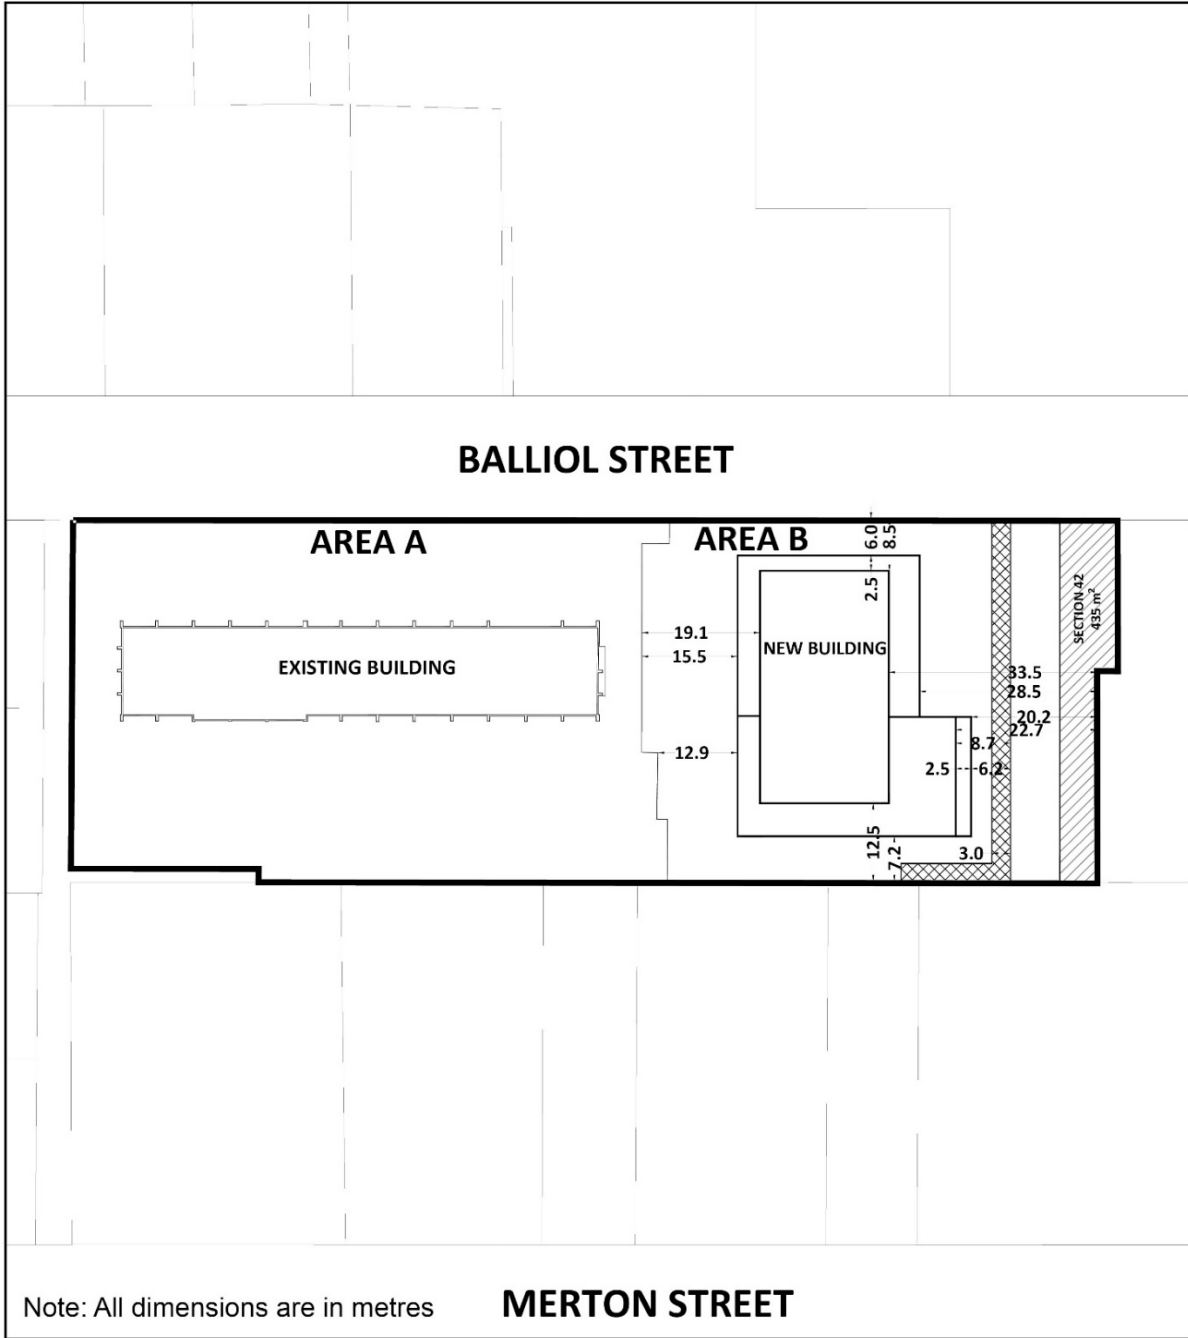 BALLIOL STREET
AREA A
AREA B
6.0
8.5
2.5
SECTION 42
435 m²
19.1
15.5
NEW BUILDING
EXISTING BUILDING
33.5
28.5
20.2
22.7
12.9
8.7
2.5
6.2
12.5
7.2
3.0
Note: All dimensions are in metres
MERTON STREET